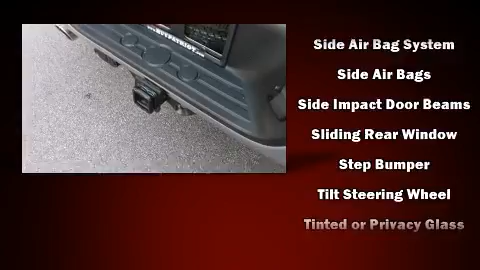 Side Air Bag System
Side Air Bags
Side Impact Door Beams
Sliding Rear Window
Step Bumper
Tilt Steering Wheel
Tinted or Privacy Glass